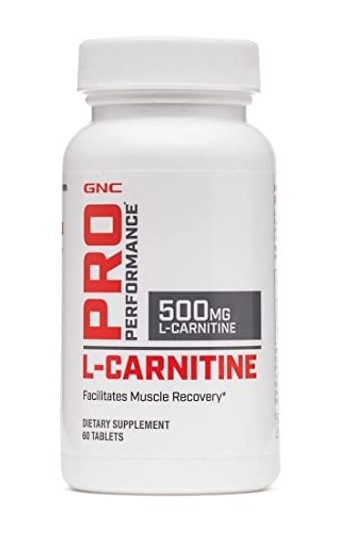 GNC
PRO
PERFORMANCE
500MG
L-CARNITINE
L-CARNITINE
Facilitates Muscle Recovery*
DIETARY SUPPLEMENT
60 TABLETS